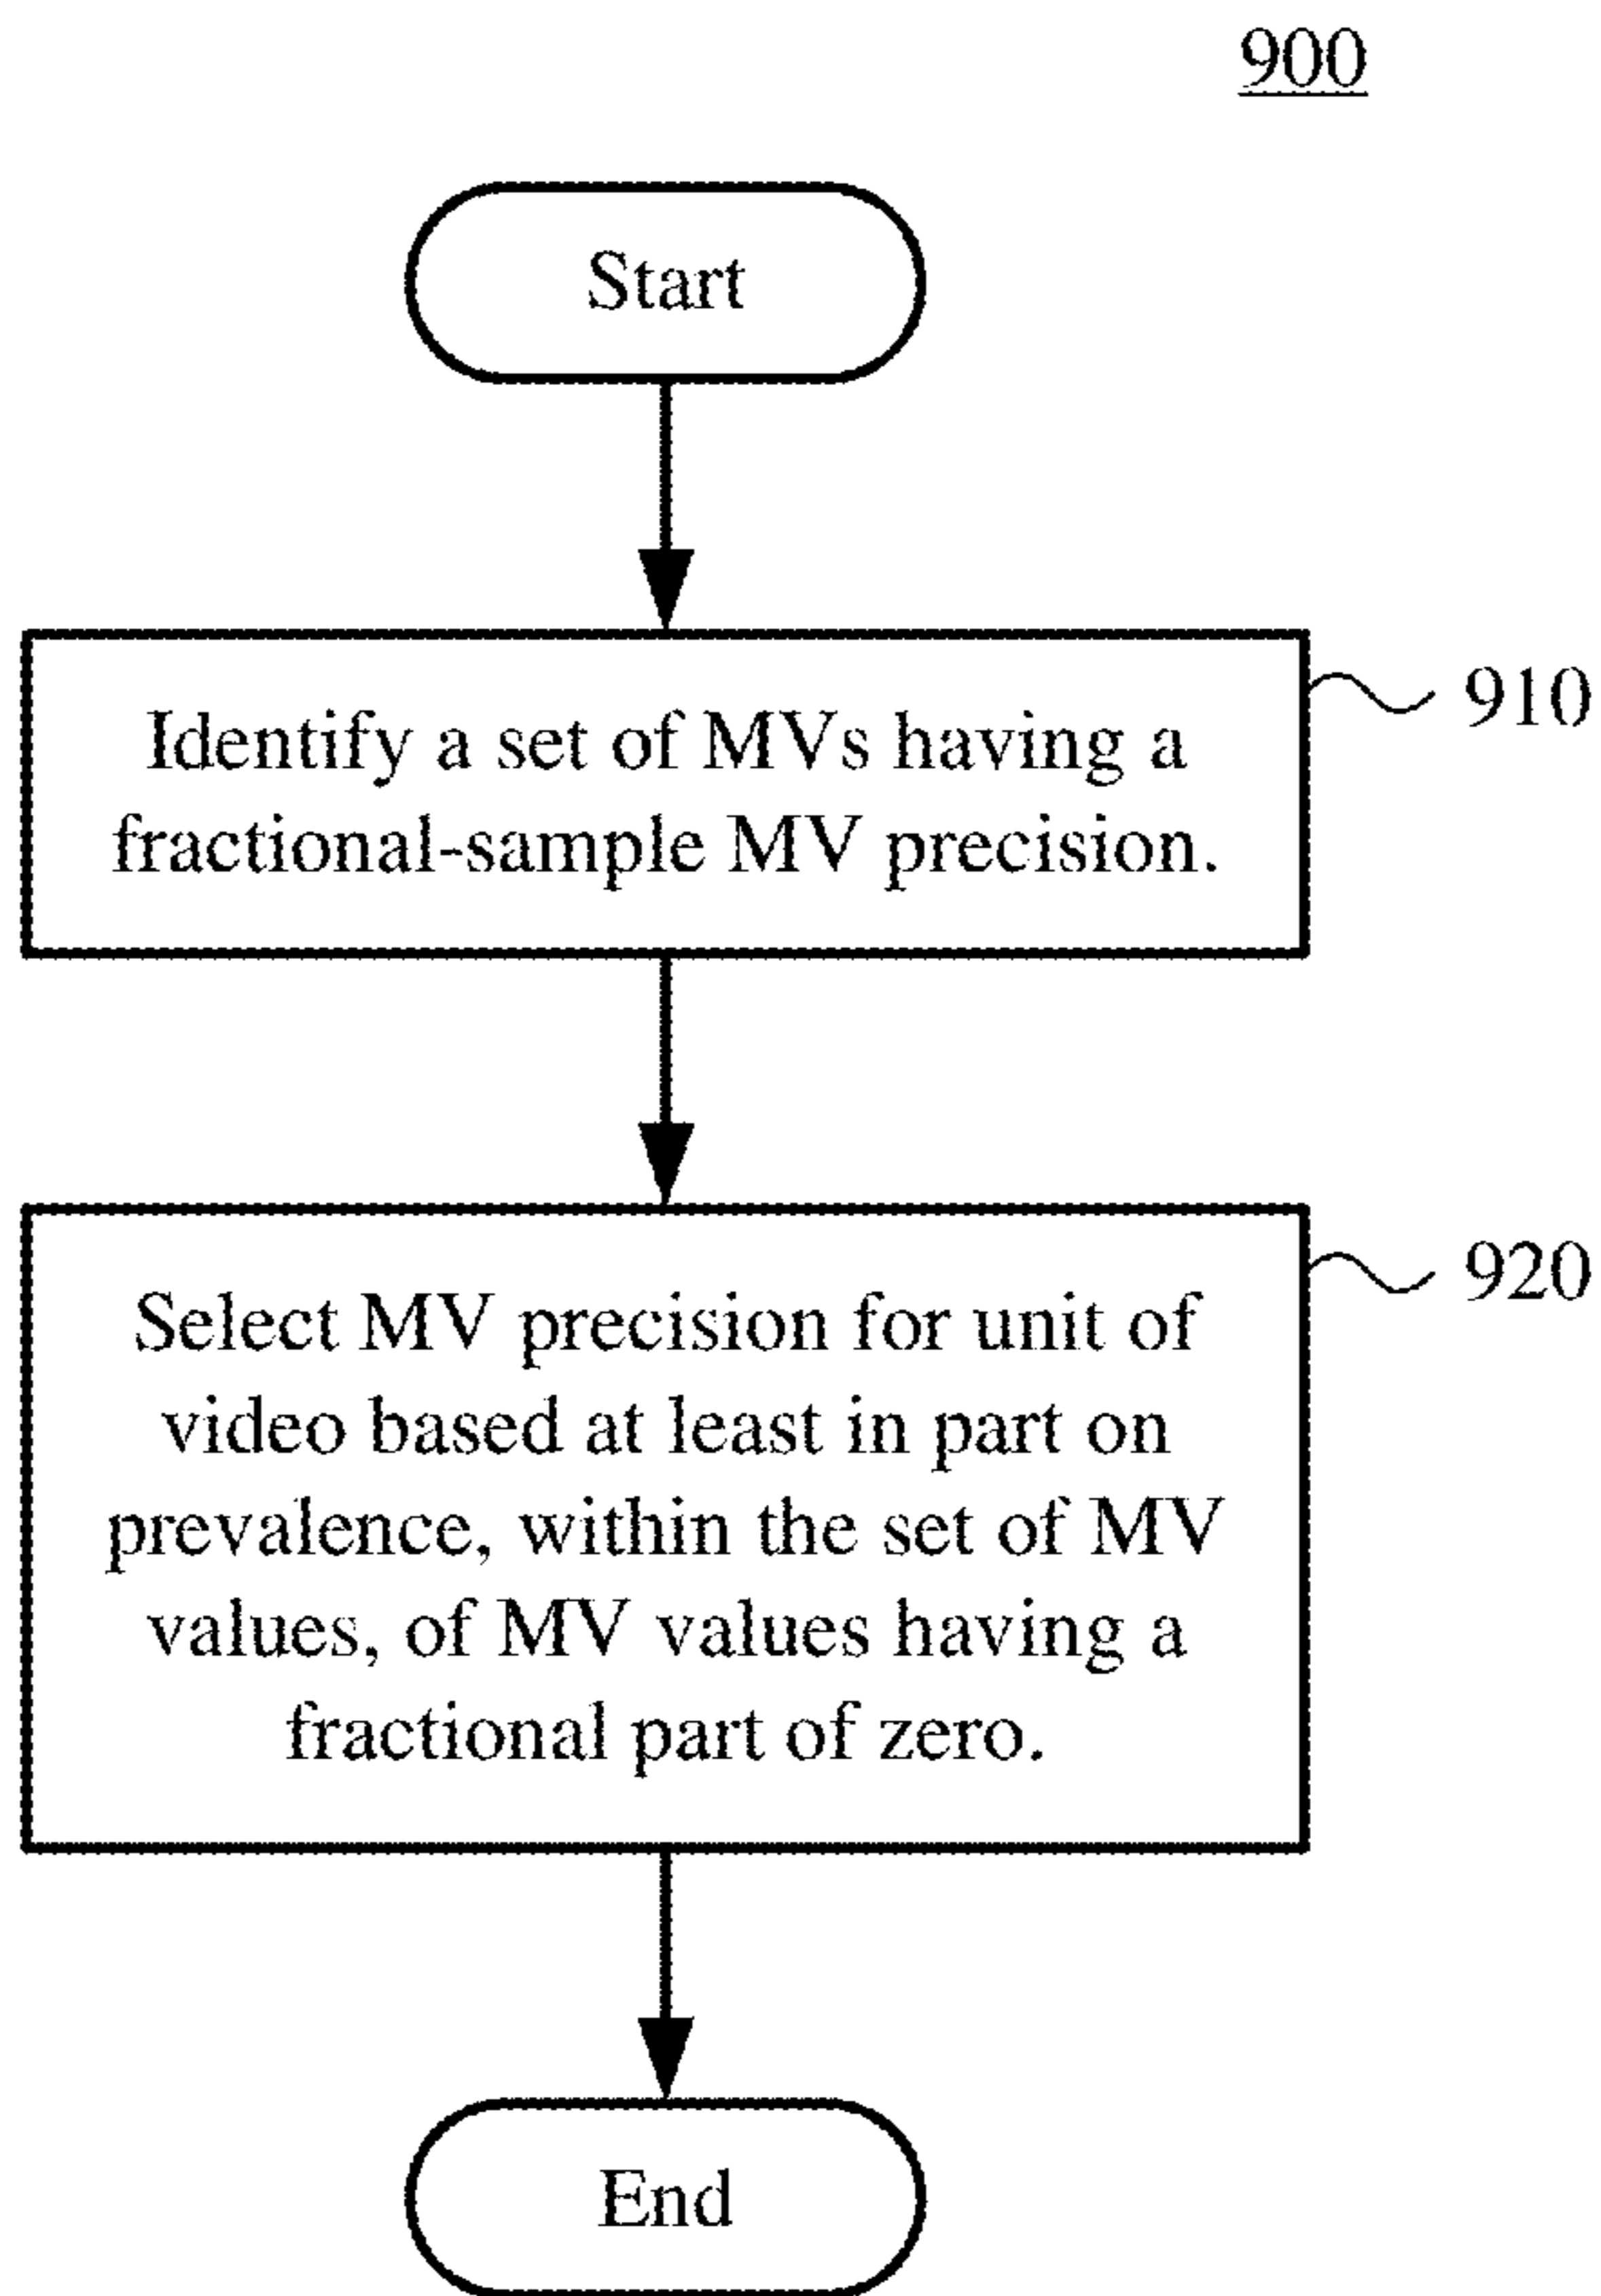 900
Start
Identify a set of MVs having a
fractional-sample MV precision.
910
Select MV precision for unit of
video based at least in part on
prevalence, within the set of MV
values, of MV values having a
fractional part of zero.
920
End